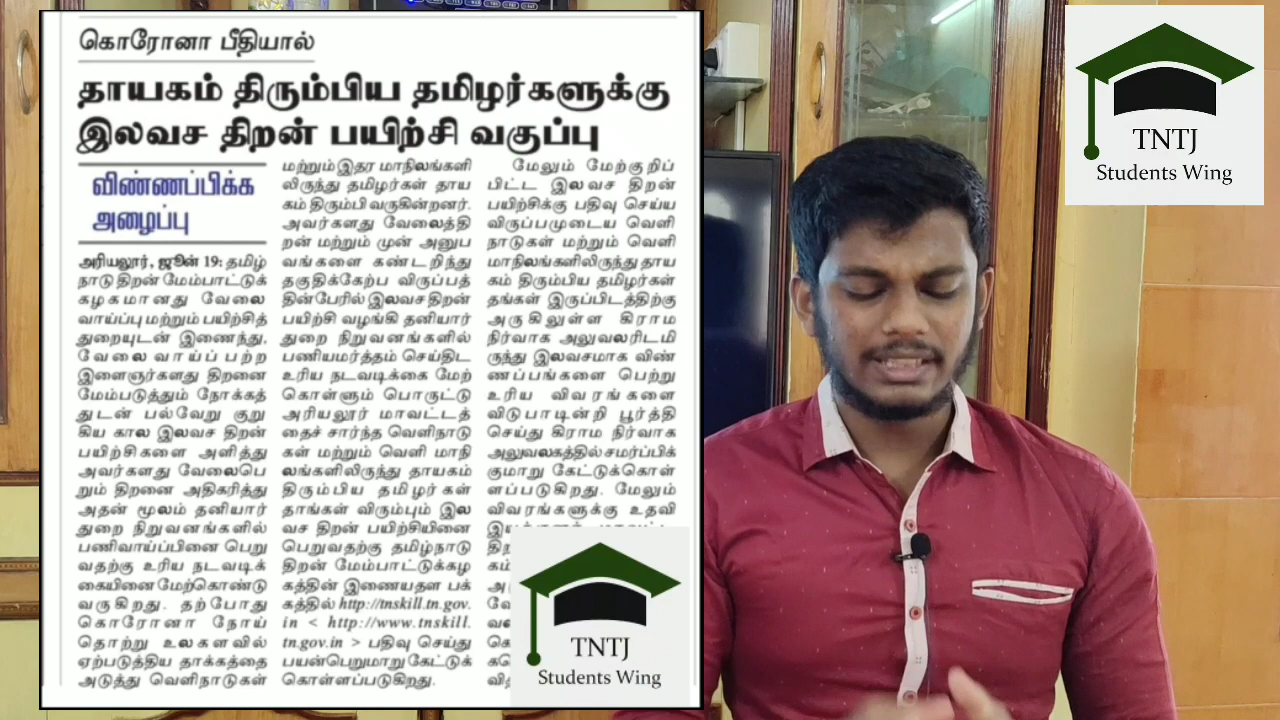 கொரோனா பீதியால்
தாயகம் திரும்பிய தமிழர்களுக்கு
இலவச திறன் பயிற்சி வகுப்பு
விண்ணப்பிக்க
அழைப்பு
அரியலூர், ஜூன் 19: தமிழ்
நாடு திறன் மேம்பாட்டுக்
கழகமானது வேலை
வாய்ப்பு மற்றும் பயிற்சித்
துறையுடன் இணைந்து,
வேலை வாய்ப் பற்ற
இளைஞர்களது திறனை
மேம்படுத்தும் நோக்கத்
துடன் பல்வேறு குறு
கிய கால இலவச திறன்
பயிற்சிகளை அளித்து
அவர்களது வேலைபெ
றும் திறனை அதிகரித்து
அதன் மூலம் தனியார்
துறை நிறுவனங்களில்
பணிவாய்ப்பினை பெறு
வதற்கு உரிய நடவடிக்
கையினை மேற்கொண்டு
வருகிறது. தற்போது
கொரோனா நோய்
தொற்று உலகளவில்
ஏற்படுத்திய தாக்கத்தை
அடுத்து வெளிநாடுகள்
மற்றும் இதர மாநிலங்களி
லிருந்து தமிழர்கள் தாய
கம் திரும்பி வருகின்றனர்.
அவர்களது வேலைத்தி
றன் மற்றும் முன் அனுப
வங்களை கண்டறிந்து
தகுதிக்கேற்ப விருப்பத்
தின்பேரில் இலவச திறன்
பயிற்சி வழங்கி தனியார்
துறை நிறுவனங்களில்
பணியமர்த்தம் செய்திட
உரிய நடவடிக்கை மேற்
கொள்ளும் பொருட்டு
அரியலூர் மாவட்டத்
தைச் சார்ந்த வெளிநாடு
கள் மற்றும் வெளி மாநி
லங்களிலிருந்து தாயகம்
திரும்பிய தமிழர்கள்
தாங்கள் விரும்பும் இல
வச திறன் பயிற்சியினை
பெறுவதற்கு தமிழ்நாடு
திறன் மேம்பாட்டுக்கழ
கத்தின் இணையதள பக்
கத்தில் http://tnskill.tn.gov.
in < http://www.tnskill.
tn.gov.in > பதிவு செய்து
பயன்பெறுமாறு கேட்டுக்
கொள்ளப்படுகிறது.
மேலும் மேற்குறிப்
பிட்ட இலவச திறன்
பயிற்சிக்கு பதிவு செய்ய
விருப்பமுடைய வெளி
நாடுகள் மற்றும் வெளி
மாநிலங்களிலிருந்து தாய
கம் திரும்பிய தமிழர்கள்
தங்கள் இருப்பிடத்திற்கு
அருகிலுள்ள கிராம
நிர்வாக அலுவலரிடமி
ருந்து இலவசமாக விண்
ணப்பங்களை பெற்று
உரிய விவரங்களை
விடுபாடின்றி பூர்த்தி
செய்து கிராம நிர்வாக
அலுவலகத்தில் சமர்ப்பிக்
குமாறு கேட்டுக்கொள்
ளப்படுகிறது. மேலும்
விவரங்களுக்கு உதவி
TNTJ
Students Wing
TNTJ
Students Wing